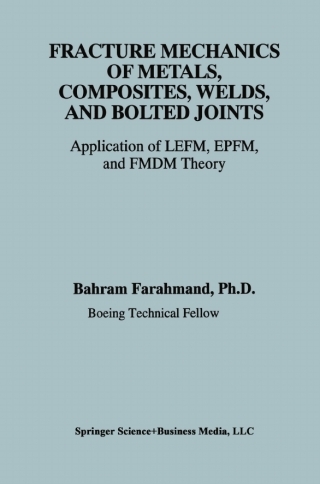 FRACTURE MECHANICS
OF METALS,
COMPOSITES, WELDS,
AND BOLTED JOINTS
Application of LEFM, EPFM,
and FMDM Theory
Bahram Farahmand, Ph.D.
Boeing Technical Fellow
Springer Science+Business Media, LLC